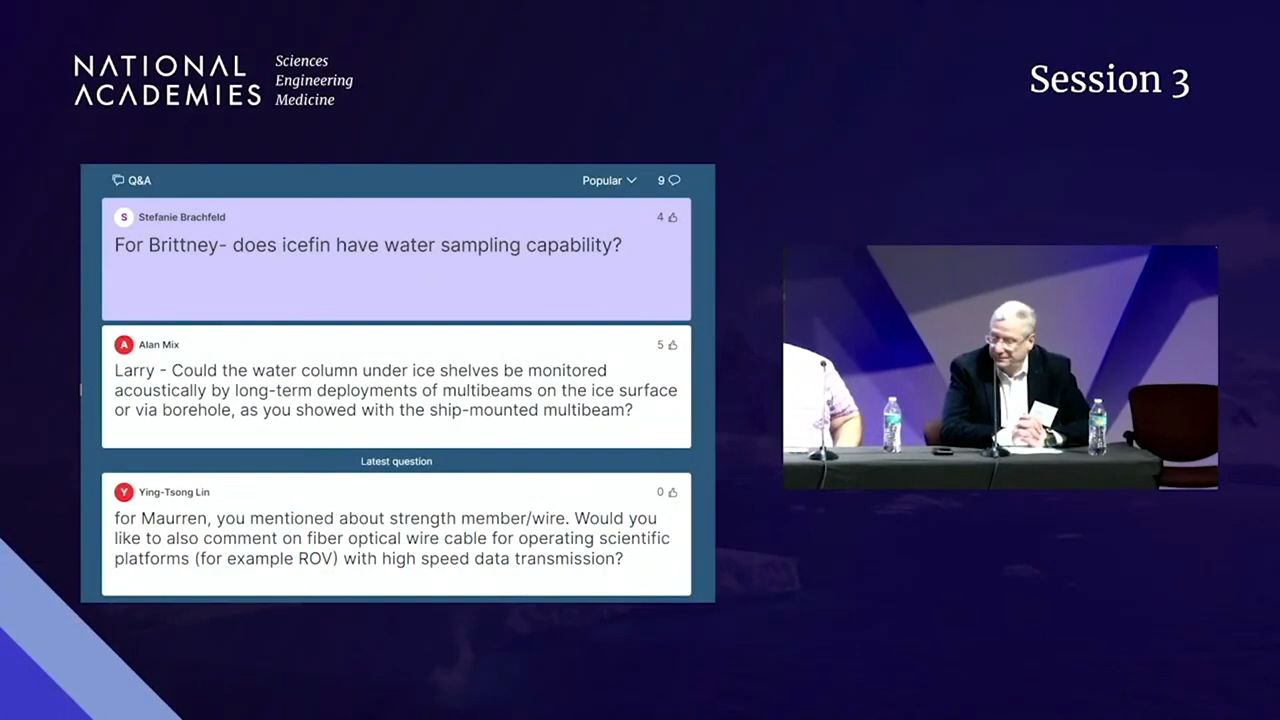 NATIONAL
ACADEMIES
Sciences
Engineering
Medicine
Session 3
Q&A
Popular
9
S
Stefanie Brachfeld
4
For Brittney- does icefin have water sampling capability?
A
Alan Mix
5
Larry - Could the water column under ice shelves be monitored
acoustically by long-term deployments of multibeams on the ice surface
or via borehole, as you showed with the ship-mounted multibeam?
Latest question
Y
Ying-Tsong Lin
0
for Maurren, you mentioned about strength member/wire. Would you
like to also comment on fiber optical wire cable for operating scientific
platforms (for example ROV) with high speed data transmission?